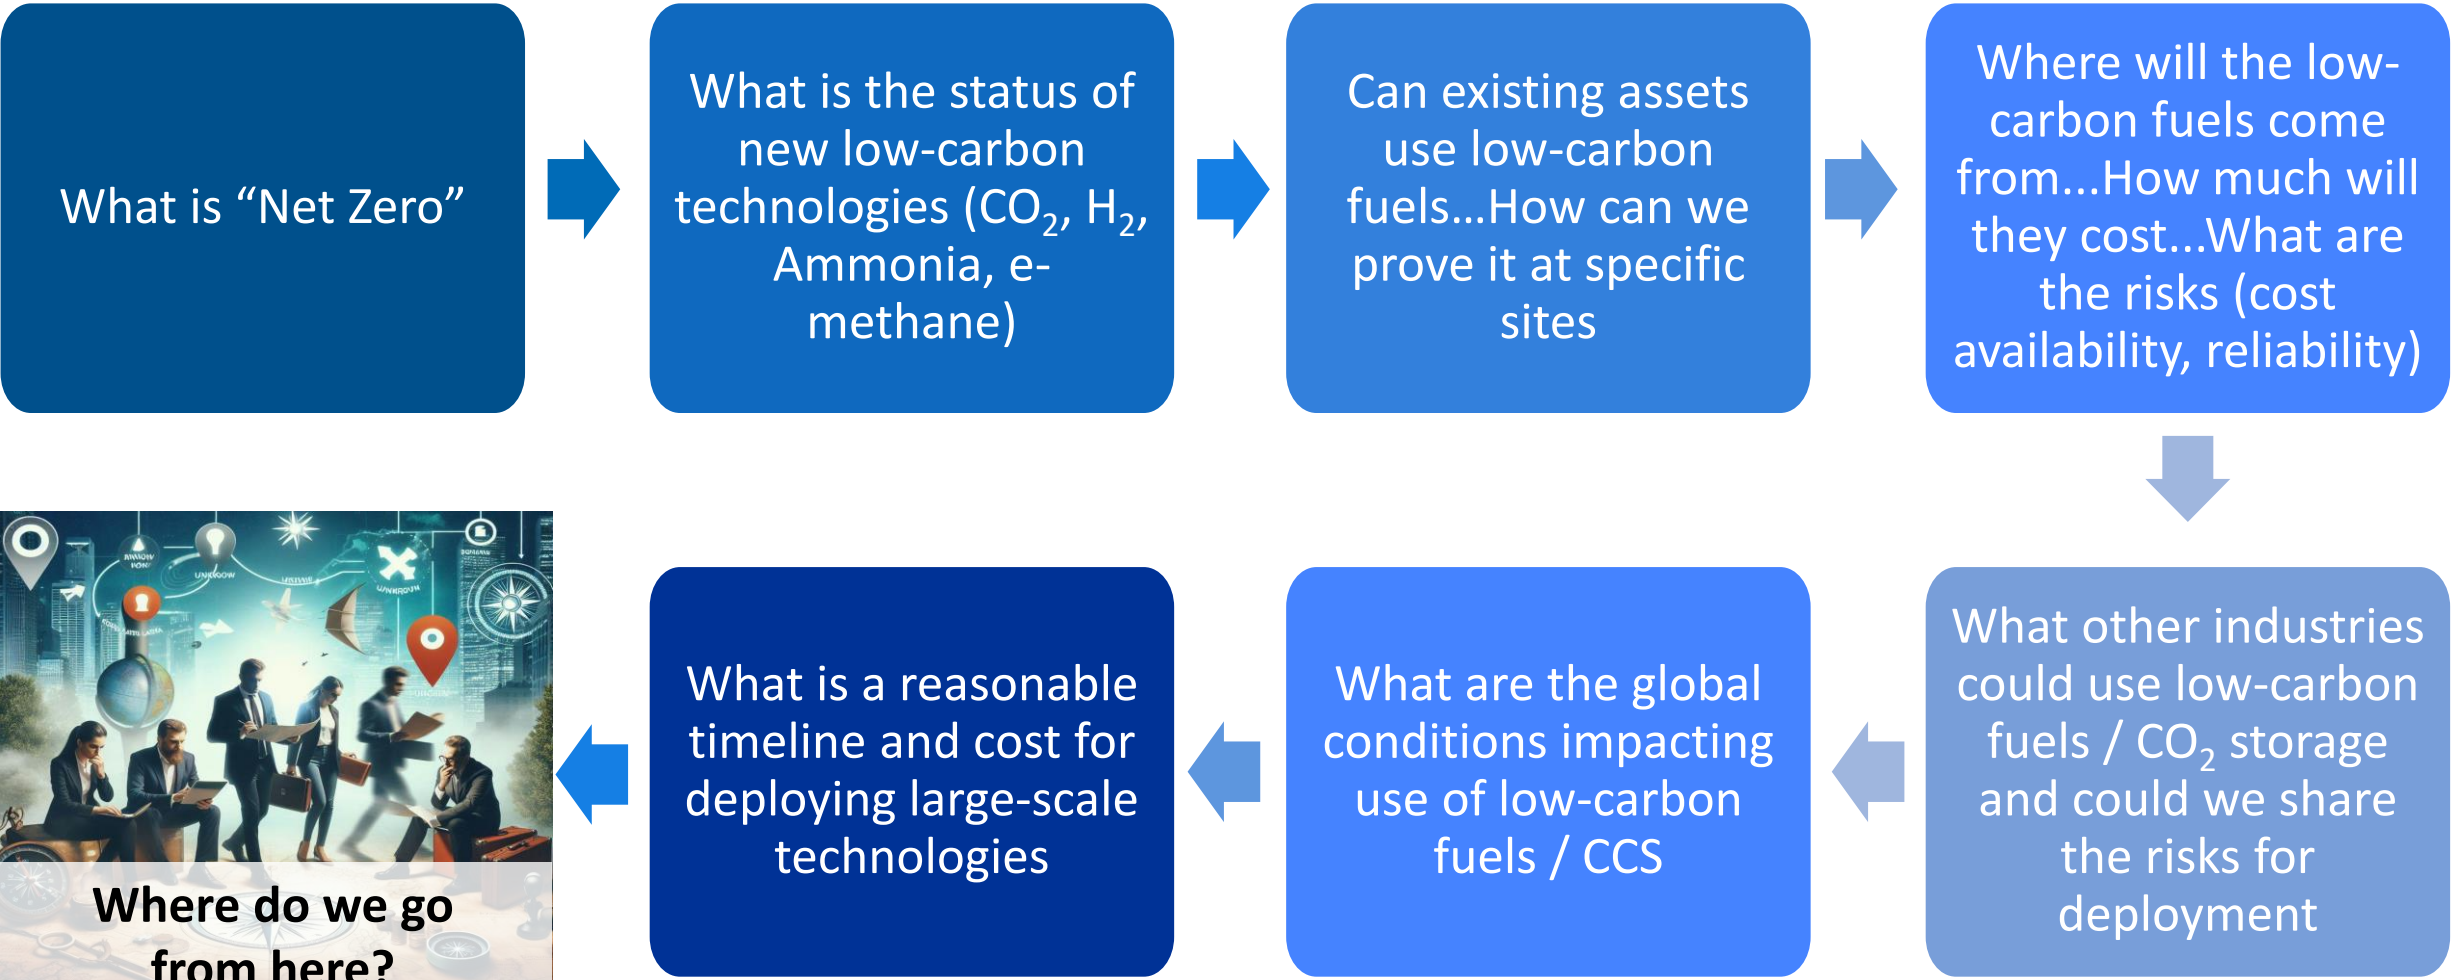 What is “Net Zero”
What is the status of
new low-carbon
technologies (CO₂, H₂,
Ammonia, e-
methane)
Can existing assets
use low-carbon
fuels...How can we
prove it at specific
sites
Where will the low-
carbon fuels come
from...How much will
they cost...What are
the risks (cost
availability, reliability)
What other industries
could use low-carbon
fuels / CO₂ storage
and could we share
the risks for
deployment
What are the global
conditions impacting
use of low-carbon
fuels / CCS
What is a reasonable
timeline and cost for
deploying large-scale
technologies
UNKNOWN
Where do we go
from here?